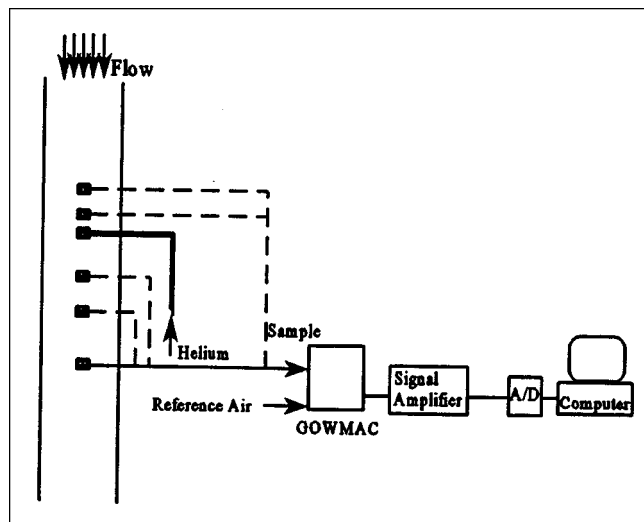 Flow
Sample
Helium
Reference Air
GOWMAC
Signal
Amplifier
A/D
Computer